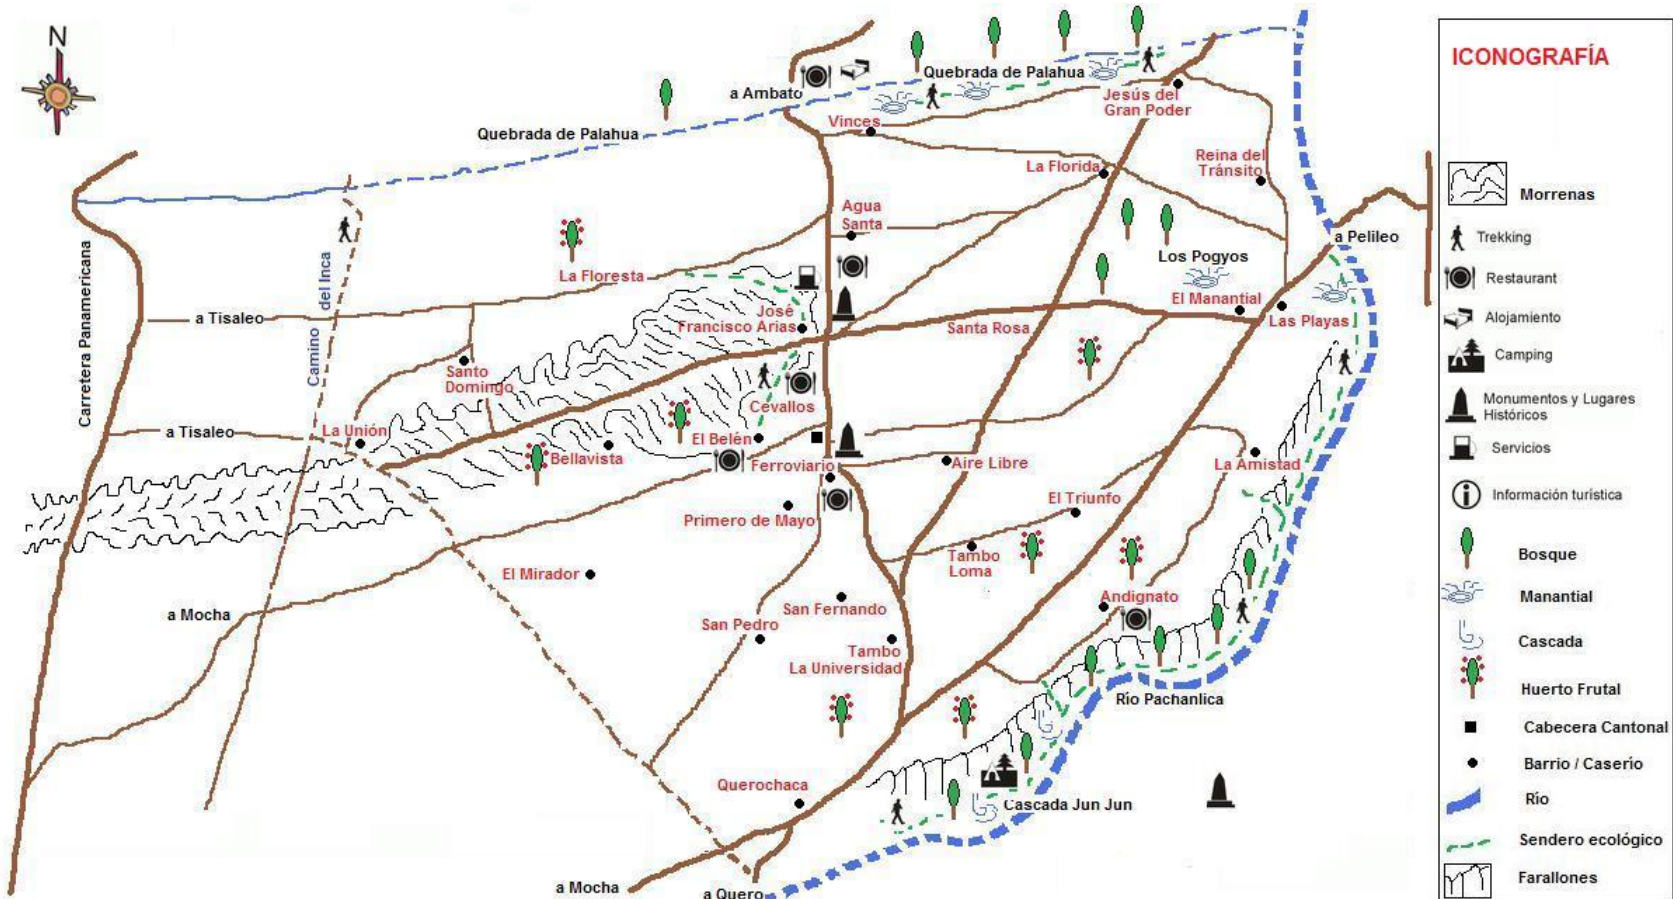 N
Quebrada de Palahua
a Ambato
Quebrada de Palahua
Vinces
Jesús del
Gran Poder
La Florida
Reina del
Tránsito
Agua
Santa
a Pelileo
Carretera Panamericana
Camino del Inca
La Floresta
Los Pogyos
El Manantial
Las Playas
a Tisaleo
José
Francisco Arias
Santa Rosa
Santo
Domingo
Cevallos
a Tisaleo
La Unión
El Belén
Bellavista
Ferroviario
Aire Libre
La Amistad
El Triunfo
Primero de Mayo
El Mirador
Tambo
Loma
a Mocha
San Fernando
Andignato
San Pedro
Tambo
La Universidad
Río Pachanlica
Querochaca
Cascada Jun Jun
a Mocha
a Quero
ICONOGRAFÍA
Morrenas
Trekking
Restaurant
Alojamiento
Camping
Monumentos y Lugares
Históricos
Servicios
Información turística
Bosque
Manantial
Cascada
Huerto Frutal
Cabecera Cantonal
Barrio / Caserío
Río
Sendero ecológico
Farallones